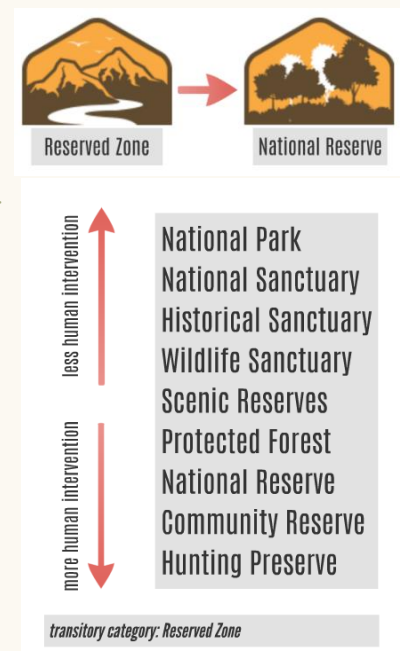 Reserved Zone
National Reserve
less human intervention
more human intervention
National Park
National Sanctuary
Historical Sanctuary
Wildlife Sanctuary
Scenic Reserves
Protected Forest
National Reserve
Community Reserve
Hunting Preserve
transitory category: Reserved Zone